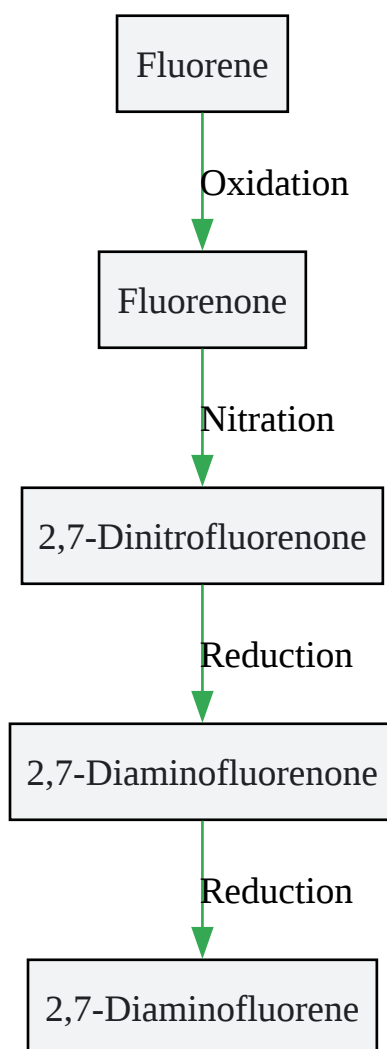 Fluorene
Oxidation
Fluorenone
Nitration
2,7-Dinitrofluorenone
Reduction
2,7-Diaminofluorenone
Reduction
2,7-Diaminofluorene